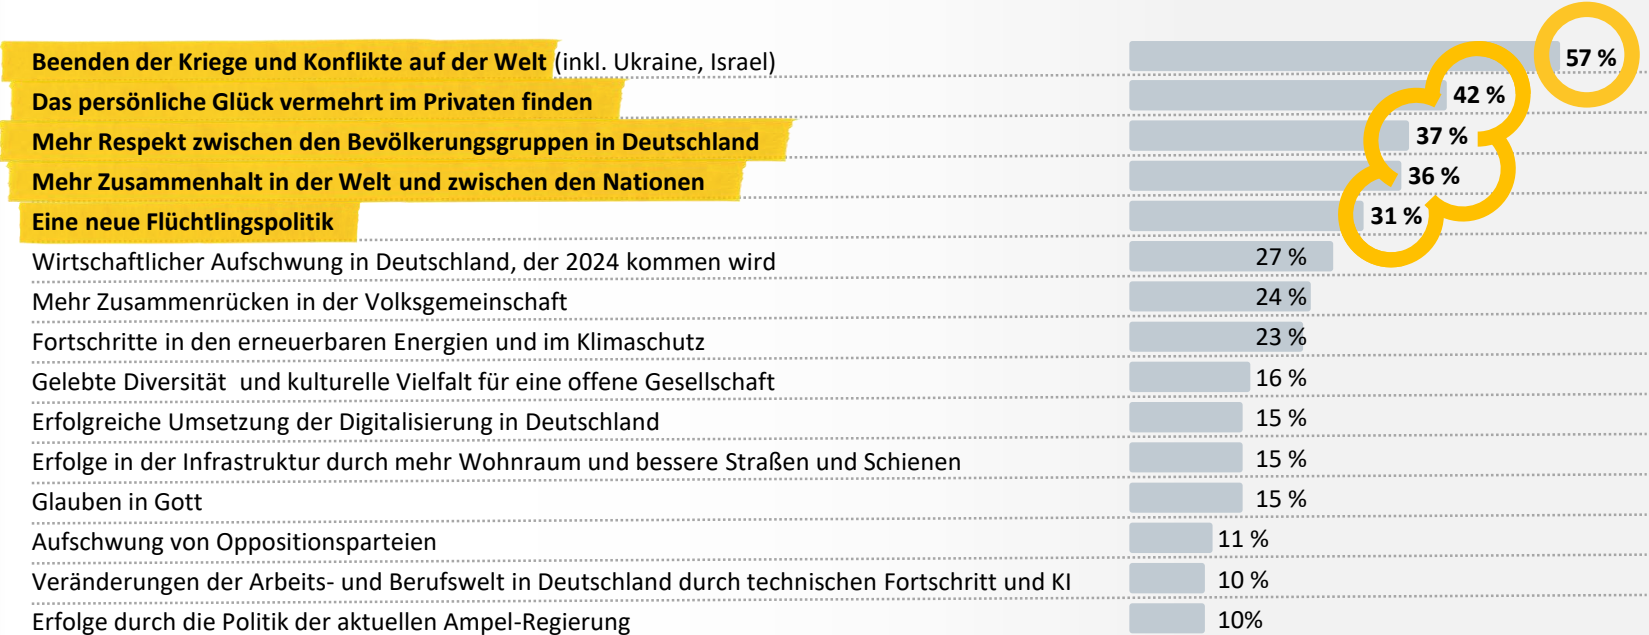 Beenden der Kriege und Konflikte auf der Welt (inkl. Ukraine, Israel) 57 %
Das persönliche Glück vermehrt im Privaten finden 42 %
Mehr Respekt zwischen den Bevölkerungsgruppen in Deutschland 37 %
Mehr Zusammenhalt in der Welt und zwischen den Nationen 36 %
Eine neue Flüchtlingspolitik 31 %
Wirtschaftlicher Aufschwung in Deutschland, der 2024 kommen wird 27 %
Mehr Zusammenrücken in der Volksgemeinschaft 24 %
Fortschritte in den erneuerbaren Energien und im Klimaschutz 23 %
Gelebte Diversität und kulturelle Vielfalt für eine offene Gesellschaft 16 %
Erfolgreiche Umsetzung der Digitalisierung in Deutschland 15 %
Erfolge in der Infrastruktur durch mehr Wohnraum und bessere Straßen und Schienen 15 %
Glauben in Gott 15 %
Aufschwung von Oppositionsparteien 11 %
Veränderungen der Arbeits- und Berufswelt in Deutschland durch technischen Fortschritt und KI 10 %
Erfolge durch die Politik der aktuellen Ampel-Regierung 10%